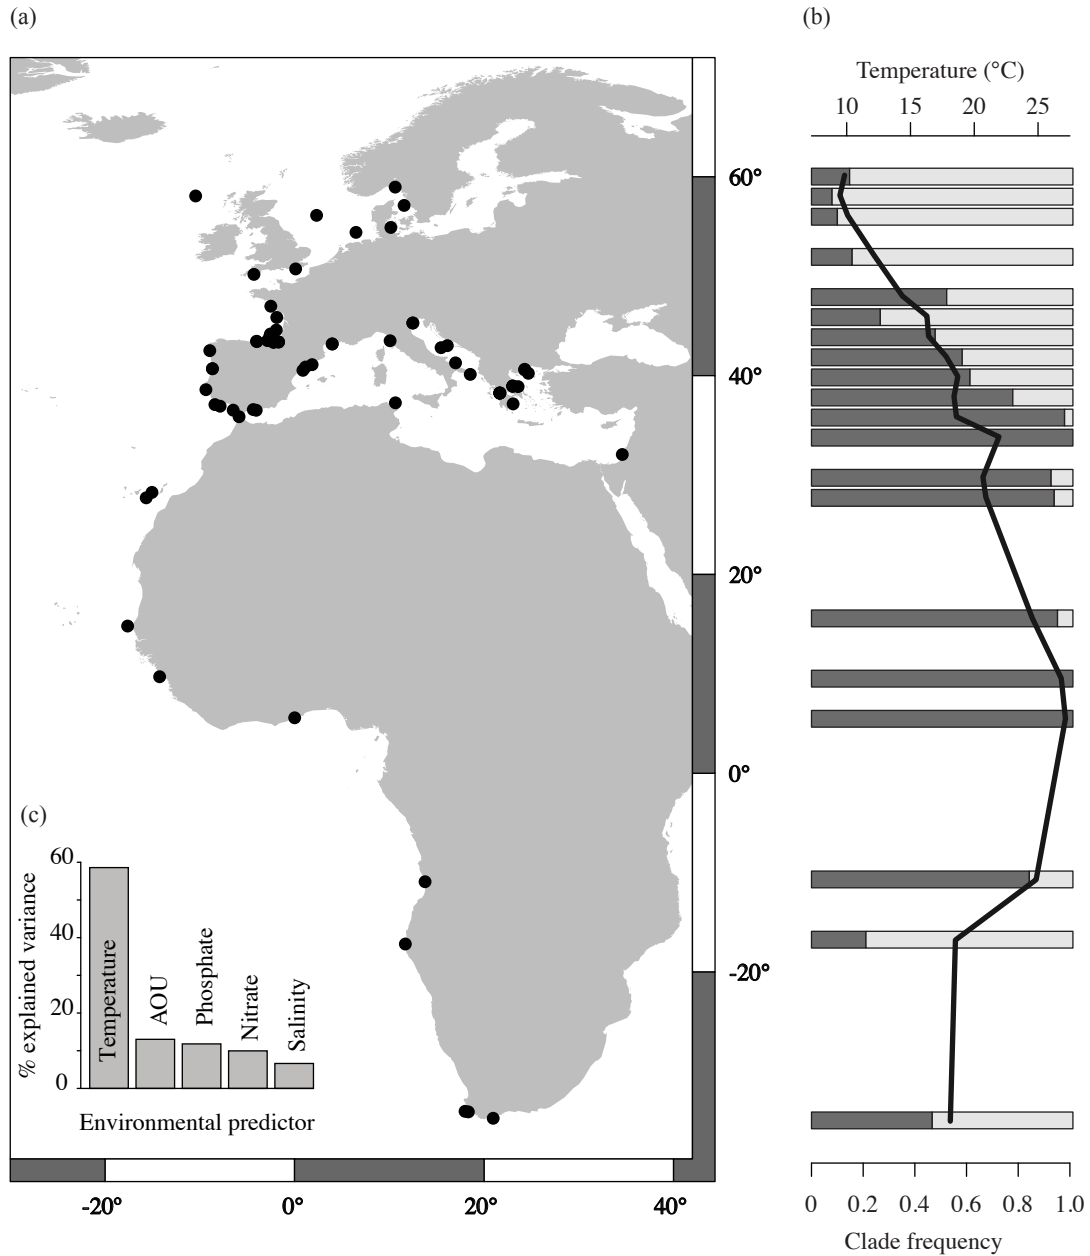 (a)
(b)
Temperature (°C)
10 15 20 25
60°
40°
20°
0°
-20°
(c)
60
40
20
0
% explained variance
Temperature
AOU
Phosphate
Nitrate
Salinity
Environmental predictor
-20° 0° 20° 40°
0 0.2 0.4 0.6 0.8 1.0
Clade frequency